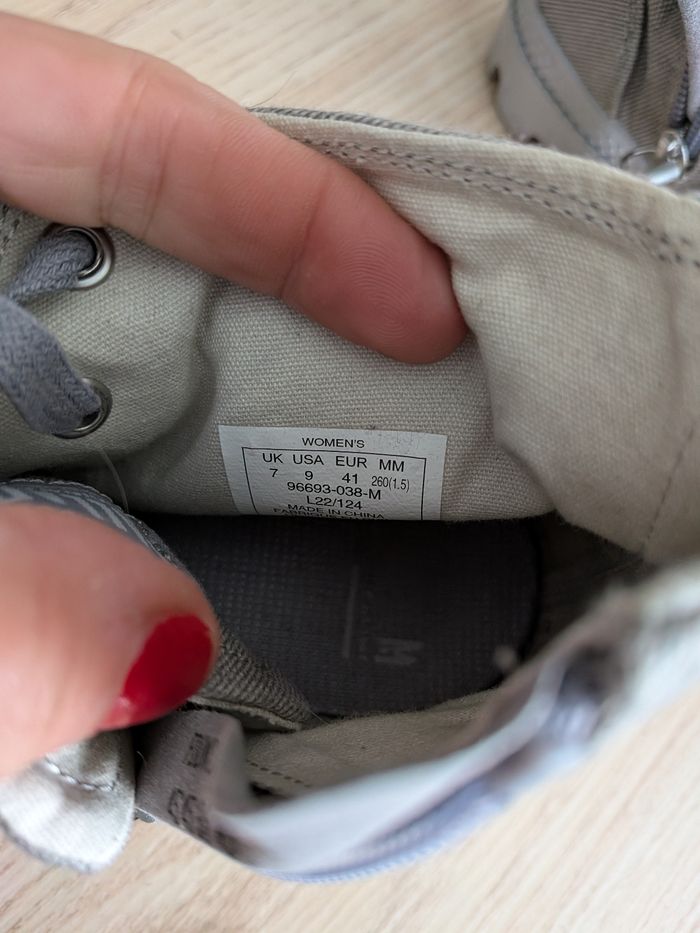 WOMEN'S
UK USA EUR MM
7 9 41 260(1.5)
96693-038-M
L22/124
MADE IN CHINA